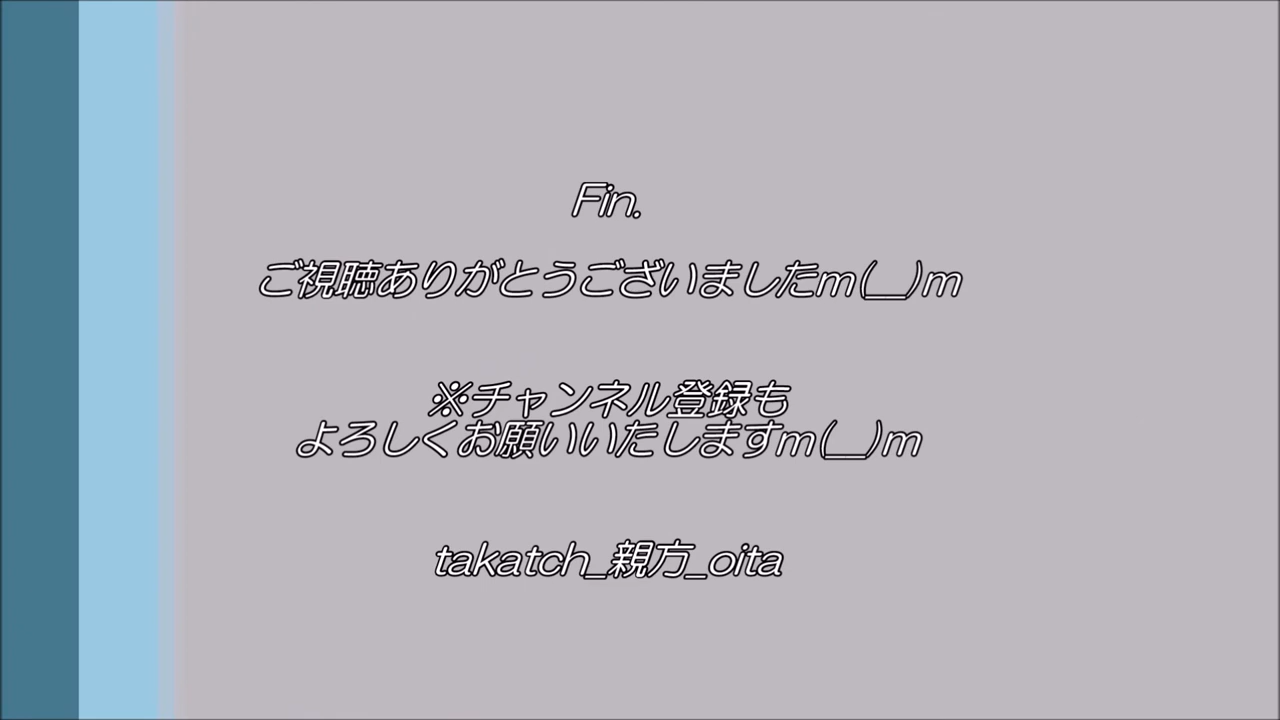 Fin.
ご視聴ありがとうございましたm(__)m
※チャンネル登録も
よろしくお願いいたしますm(__)m
takatch_親方_oita